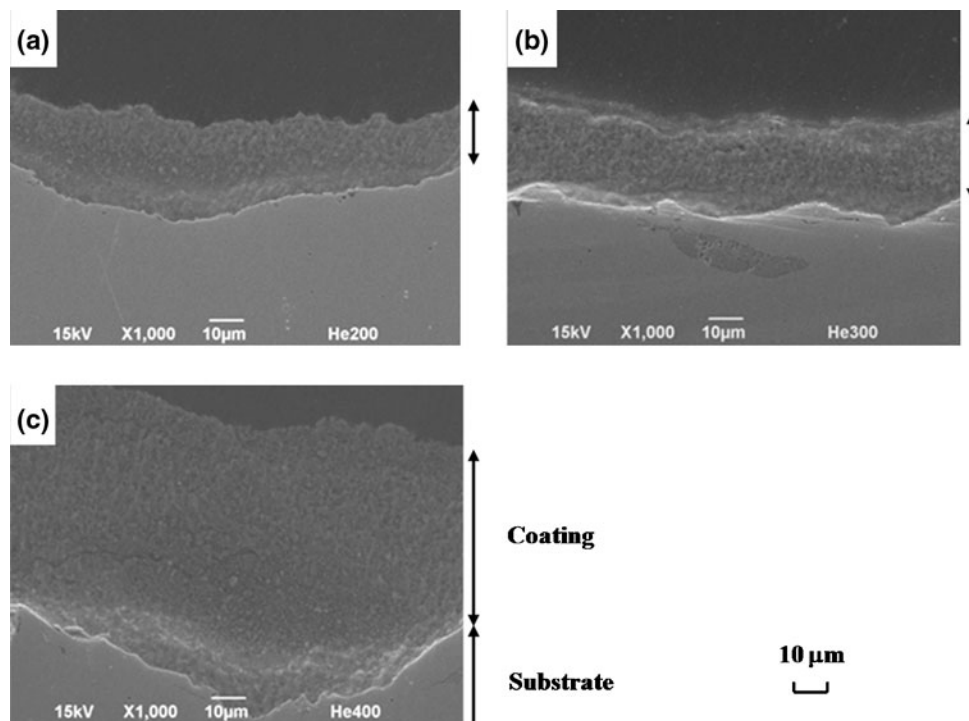 (a)
15kV X1,000 10µm He200
(b)
15kV X1,000 10µm He300
(c)
15kV X1,000 10µm He400
Coating
Substrate
10 µm